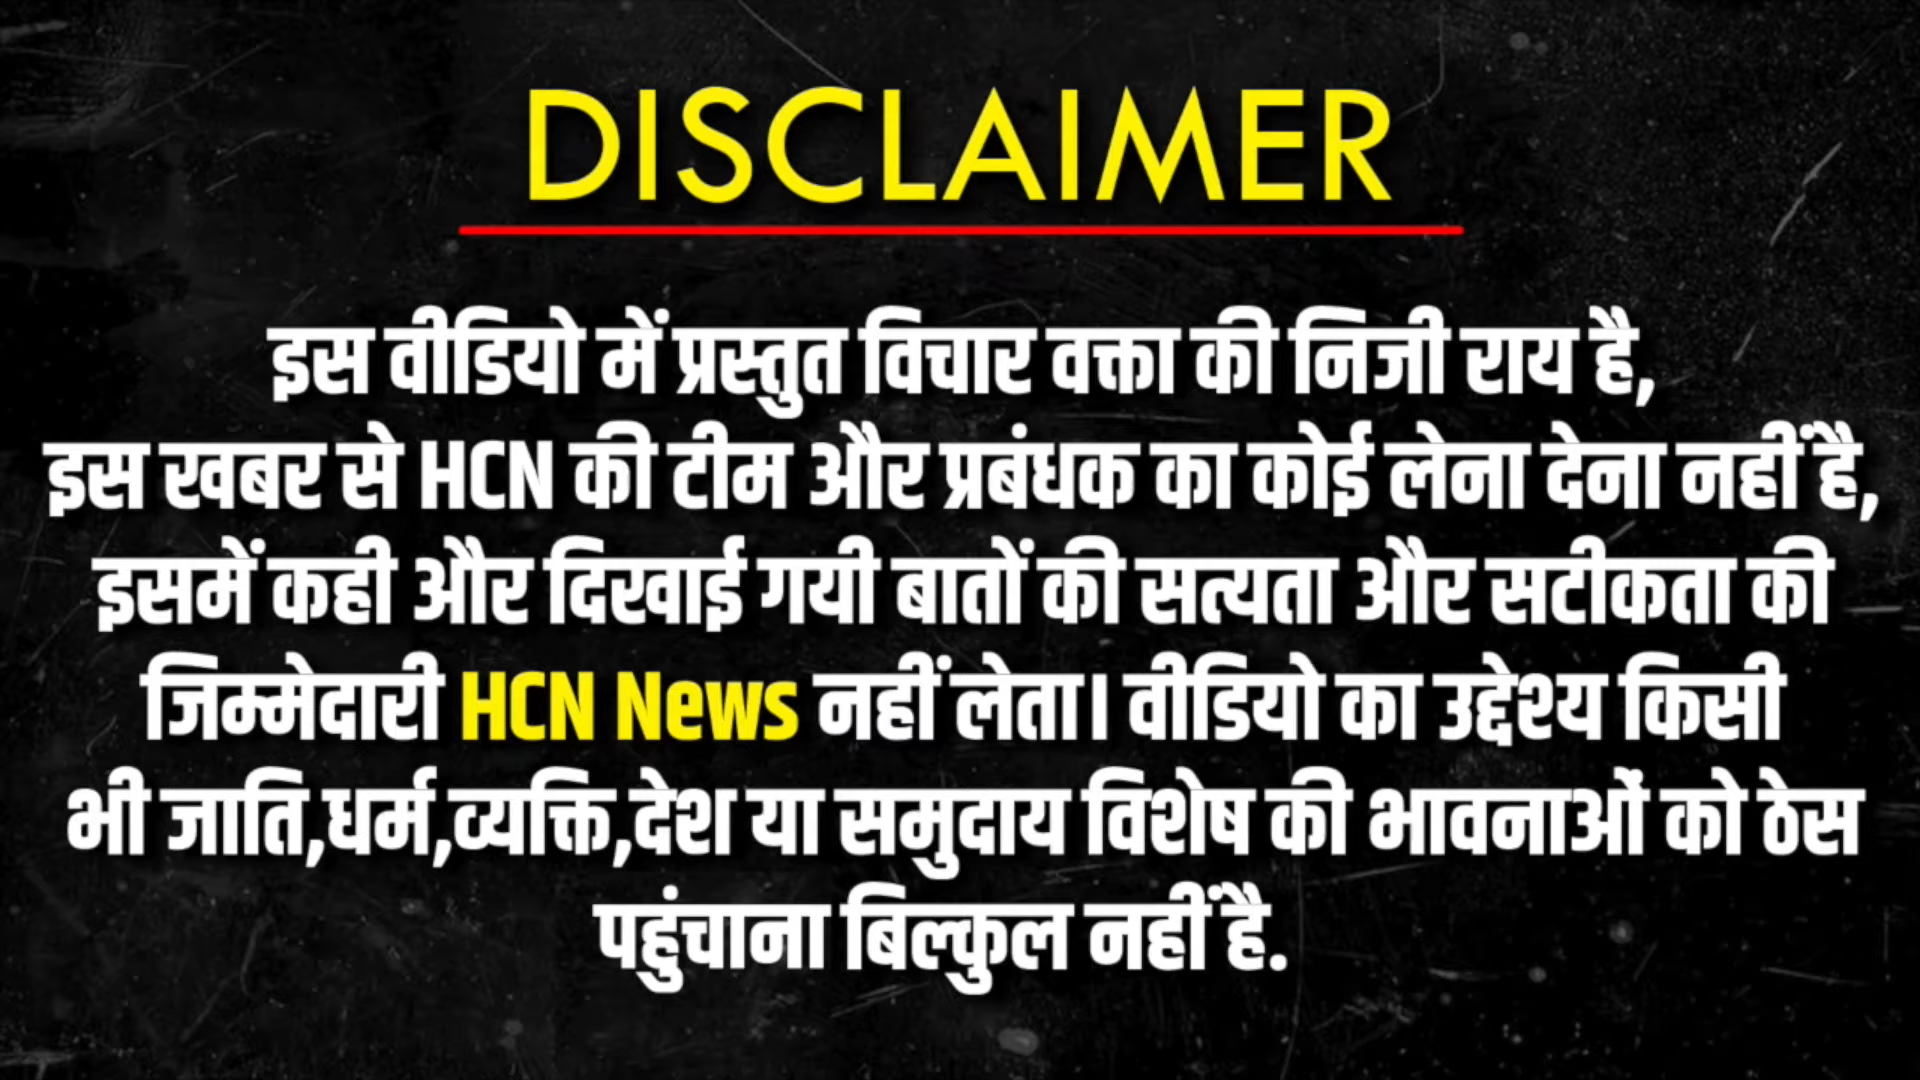 DISCLAIMER
इस वीडियो में प्रस्तुत विचार वक्ता की निजी राय है,
इस खबर से HCN की टीम और प्रबंधक का कोई लेना देना नहीं है,
इसमें कही और दिखाई गयी बातों की सत्यता और सटीकता की
जिम्मेदारी HCN News नहीं लेता। वीडियो का उद्देश्य किसी
भी जाति,धर्म,व्यक्ति,देश या समुदाय विशेष की भावनाओं को ठेस
पहुंचाना बिल्कुल नहीं है.